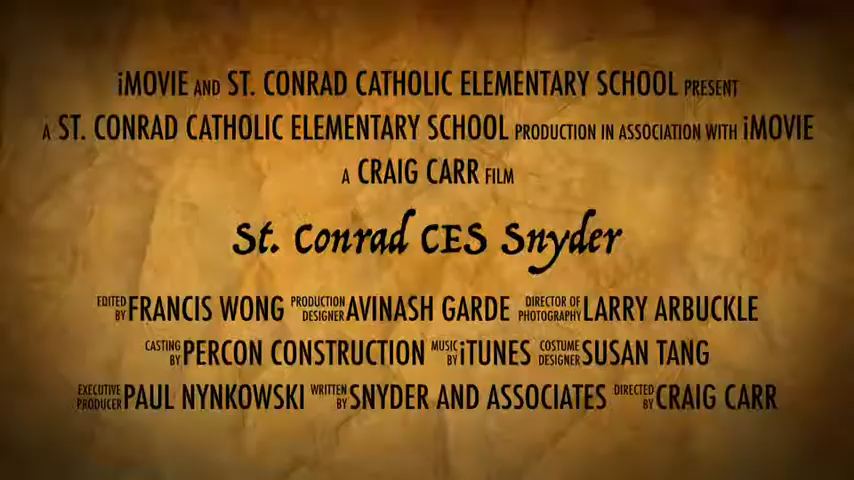 iMOVIE AND ST. CONRAD CATHOLIC ELEMENTARY SCHOOL PRESENT
A ST. CONRAD CATHOLIC ELEMENTARY SCHOOL PRODUCTION IN ASSOCIATION WITH iMOVIE
A CRAIG CARR FILM
St. Conrad CES Snyder
EDITED BY FRANCIS WONG PRODUCTION DESIGNER AVINASH GARDE DIRECTOR OF PHOTOGRAPHY LARRY ARBUCKLE
CASTING BY PERCON CONSTRUCTION MUSIC BY iTUNES COSTUME DESIGNER SUSAN TANG
EXECUTIVE PRODUCER PAUL NYNKOWSKI WRITTEN BY SNYDER AND ASSOCIATES DIRECTED BY CRAIG CARR